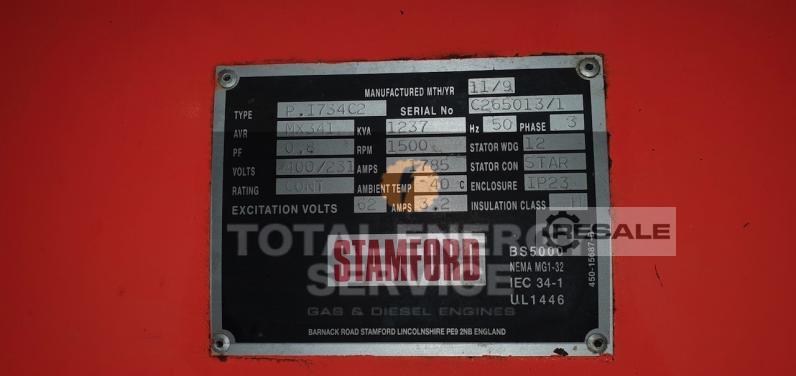 MANUFACTURED MTH/YR 11/9
TYPE P.I734C2 SERIAL No C265013/1
AVR MX341 KVA 1237 Hz 50 PHASE 3
PF 0.8 RPM 1500 STATOR WDG 12
VOLTS 400/231 AMPS 1785 STATOR CON STAR
RATING CONT AMBIENT TEMP 40 C ENCLOSURE IP23
EXCITATION VOLTS 62 AMPS 3.2 INSULATION CLASS H
STAMFORD
BS5000
NEMA MG1-32
IEC 34-1
UL1446
BARNACK ROAD STAMFORD LINCOLNSHIRE PE9 2NB ENGLAND
TOTAL ENERGY
SERVICE
GAS & DIESEL ENGINES
RESALE